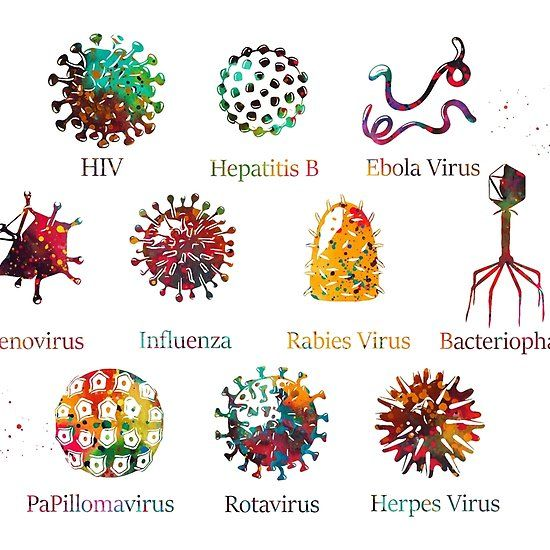 HIV
Hepatitis B
Ebola Virus
enovirus
Influenza
Rabies Virus
Bacteriopha
PaPillomavirus
Rotavirus
Herpes Virus